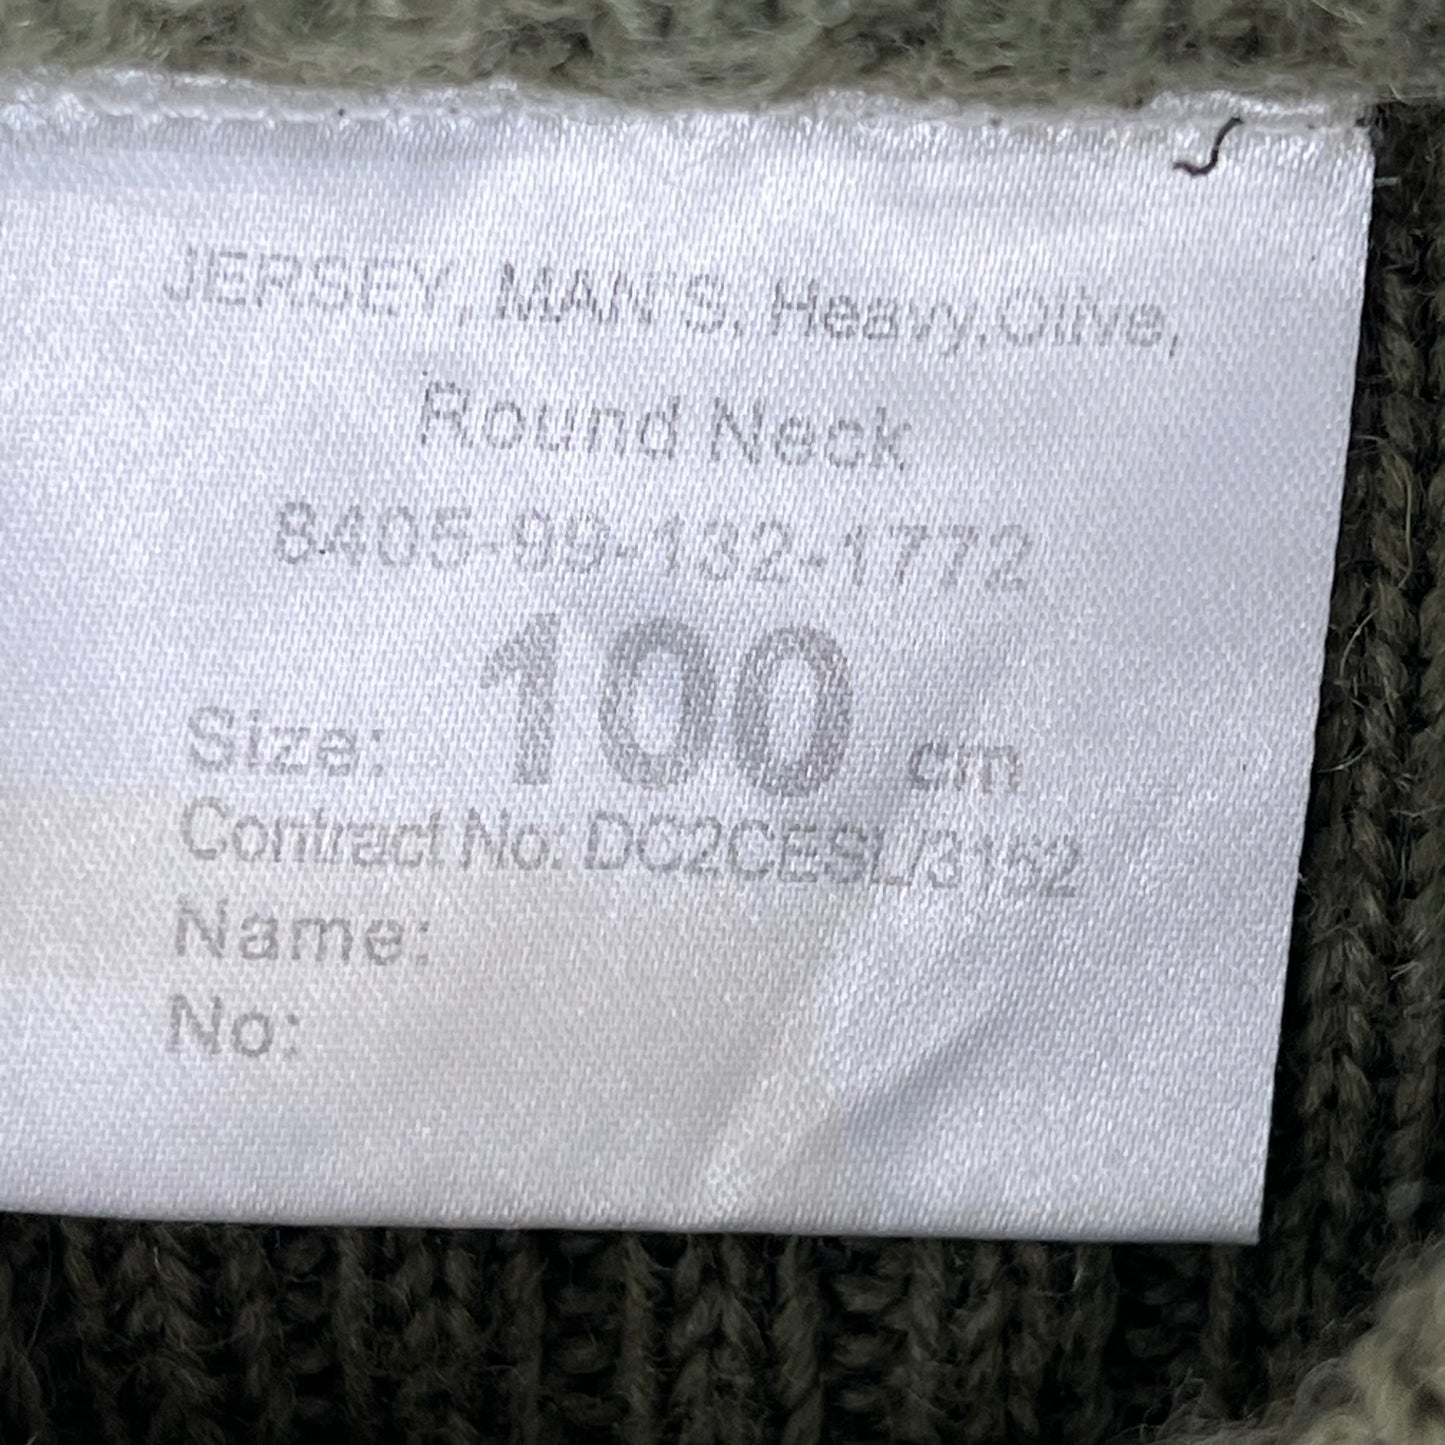 JERSEY, MAN'S, Heavy,Olive,
Round Neck
8405-99-132-1772
Size: 100 cm
Contract No: DC2CESL/3152
Name:
No: